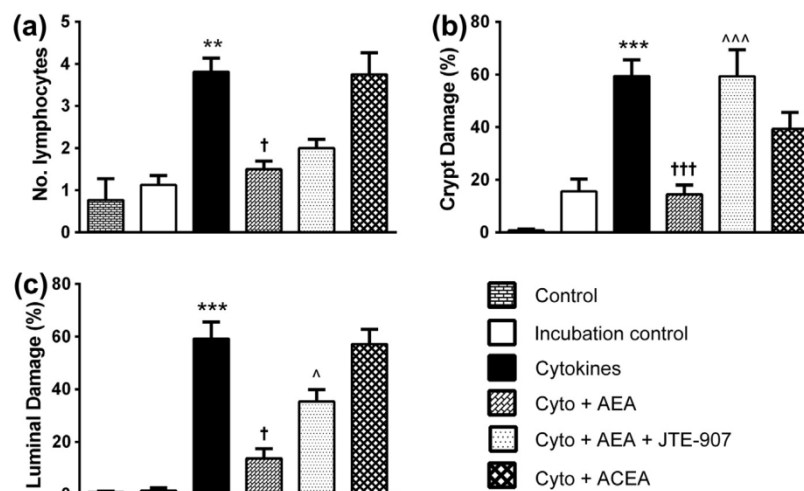 (a)
No. lymphocytes
5
4
3
2
1
0
**
†
(b)
Crypt Damage (%)
80
60
40
20
0
***
†††
^^^
(c)
Luminal Damage (%)
80
60
40
20
0
***
†
^
Control
Incubation control
Cytokines
Cyto + AEA
Cyto + AEA + JTE-907
Cyto + ACEA